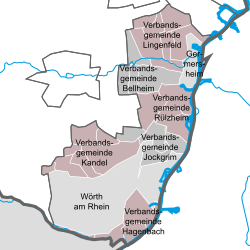 Verbands-
gemeinde
Lingenfeld
Ger-
mers-
heim
Verbands-
gemeinde
Bellheim
Verbands-
gemeinde
Rülzheim
Verbands-
gemeinde
Jockgrim
Verbands-
gemeinde
Kandel
Wörth
am Rhein
Verbands-
gemeinde
Hagenbach